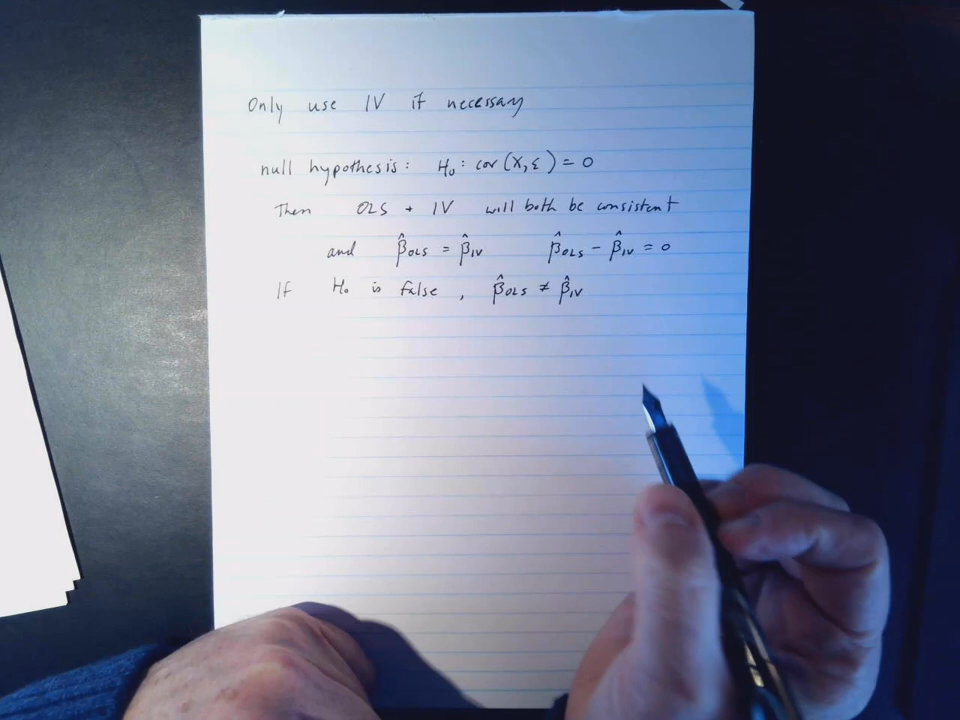 Only use IV if necessary
null hypothesis: H₀: cov(X,ε) = 0
Then OLS + IV will both be consistent
and β̂OLS = β̂IV β̂OLS − β̂IV = 0
If H₀ is false, β̂OLS ≠ β̂IV